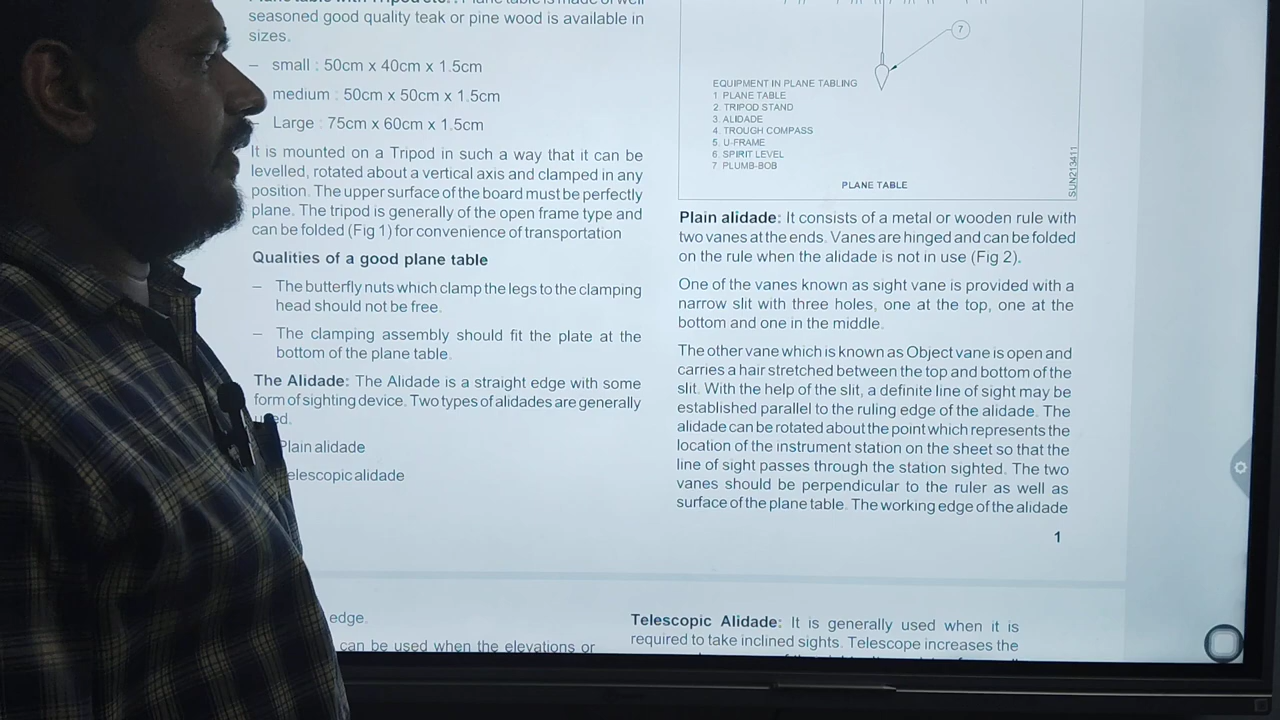 Plane table with Tripod etc.: Plane table is made of well
seasoned good quality teak or pine wood is available in
sizes.
– small : 50cm x 40cm x 1.5cm
medium : 50cm x 50cm x 1.5cm
– Large : 75cm x 60cm x 1.5cm
It is mounted on a Tripod in such a way that it can be
levelled, rotated about a vertical axis and clamped in any
position. The upper surface of the board must be perfectly
plane. The tripod is generally of the open frame type and
can be folded (Fig 1) for convenience of transportation
Qualities of a good plane table
– The butterfly nuts which clamp the legs to the clamping
head should not be free.
– The clamping assembly should fit the plate at the
bottom of the plane table.
The Alidade: The Alidade is a straight edge with some
form of sighting device. Two types of alidades are generally
used.
Plain alidade
elescopic alidade
7
EQUIPMENT IN PLANE TABLING
1. PLANE TABLE
2. TRIPOD STAND
3. ALIDADE
4. TROUGH COMPASS
5. U-FRAME
6. SPIRIT LEVEL
7. PLUMB-BOB
PLANE TABLE
SUN213411
Plain alidade: It consists of a metal or wooden rule with
two vanes at the ends. Vanes are hinged and can be folded
on the rule when the alidade is not in use (Fig 2).
One of the vanes known as sight vane is provided with a
narrow slit with three holes, one at the top, one at the
bottom and one in the middle.
The other vane which is known as Object vane is open and
carries a hair stretched between the top and bottom of the
slit. With the help of the slit, a definite line of sight may be
established parallel to the ruling edge of the alidade. The
alidade can be rotated about the point which represents the
location of the instrument station on the sheet so that the
line of sight passes through the station sighted. The two
vanes should be perpendicular to the ruler as well as
surface of the plane table. The working edge of the alidade
1
edge.
can be used when the elevations or
Telescopic Alidade: It is generally used when it is
required to take inclined sights. Telescope increases the